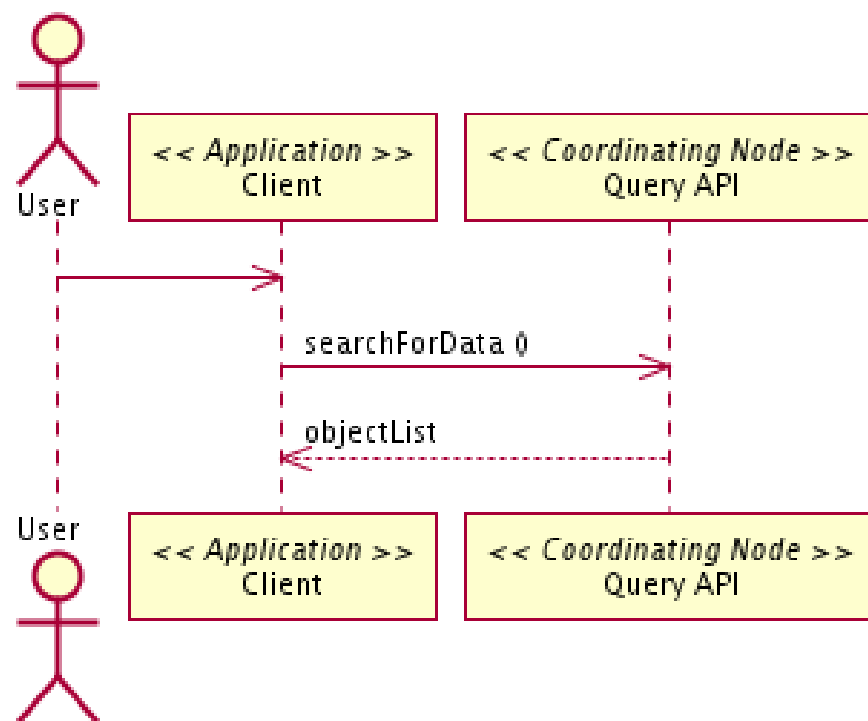 User
<< Application >>
Client
<< Coordinating Node >>
Query API
searchForData ()
objectList
User
<< Application >>
Client
<< Coordinating Node >>
Query API